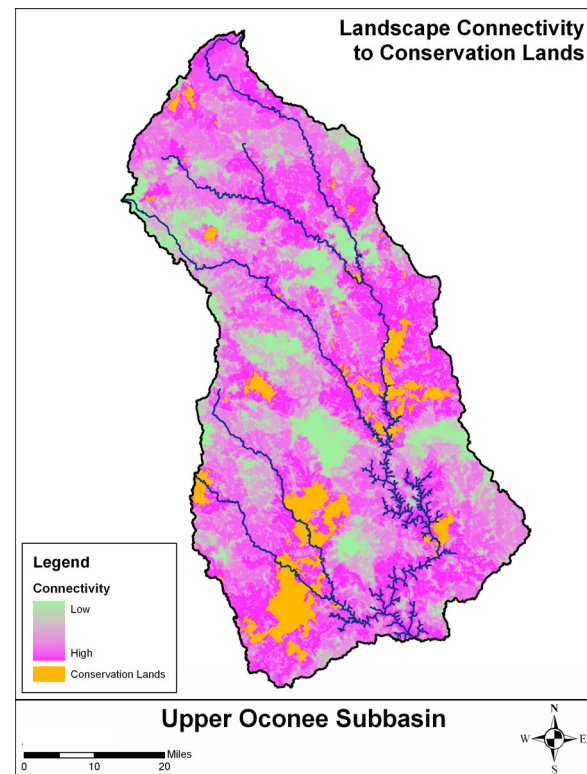 Landscape Connectivity
to Conservation Lands
Legend
Connectivity
Low
High
Conservation Lands
Upper Oconee Subbasin
Miles
0 10 20
N
W E
S